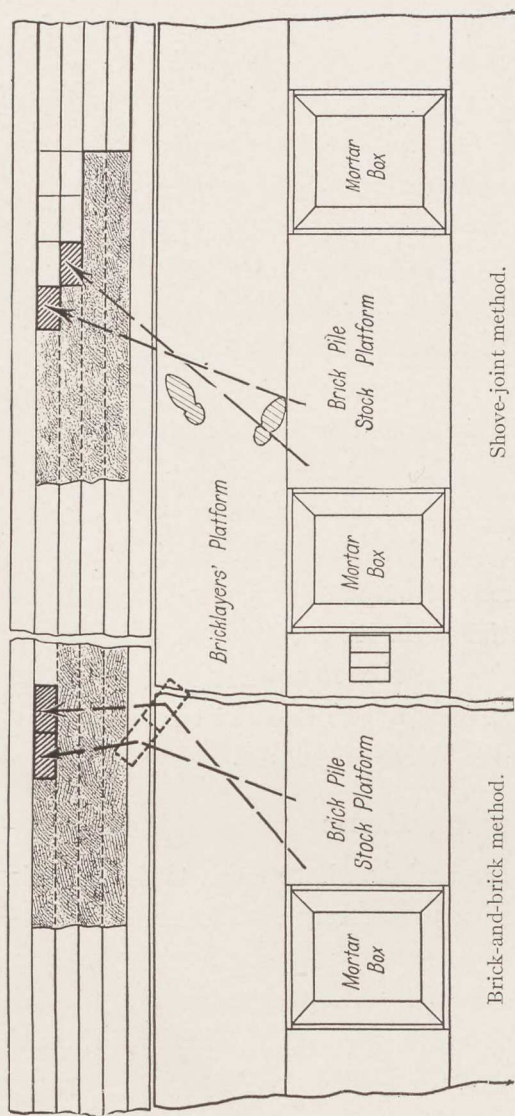 Mortar
Box
Brick Pile
Stock Platform
Bricklayers' Platform
Mortar
Box
Brick Pile
Stock Platform
Mortar
Box
Brick-and-brick method.
Shove-joint method.